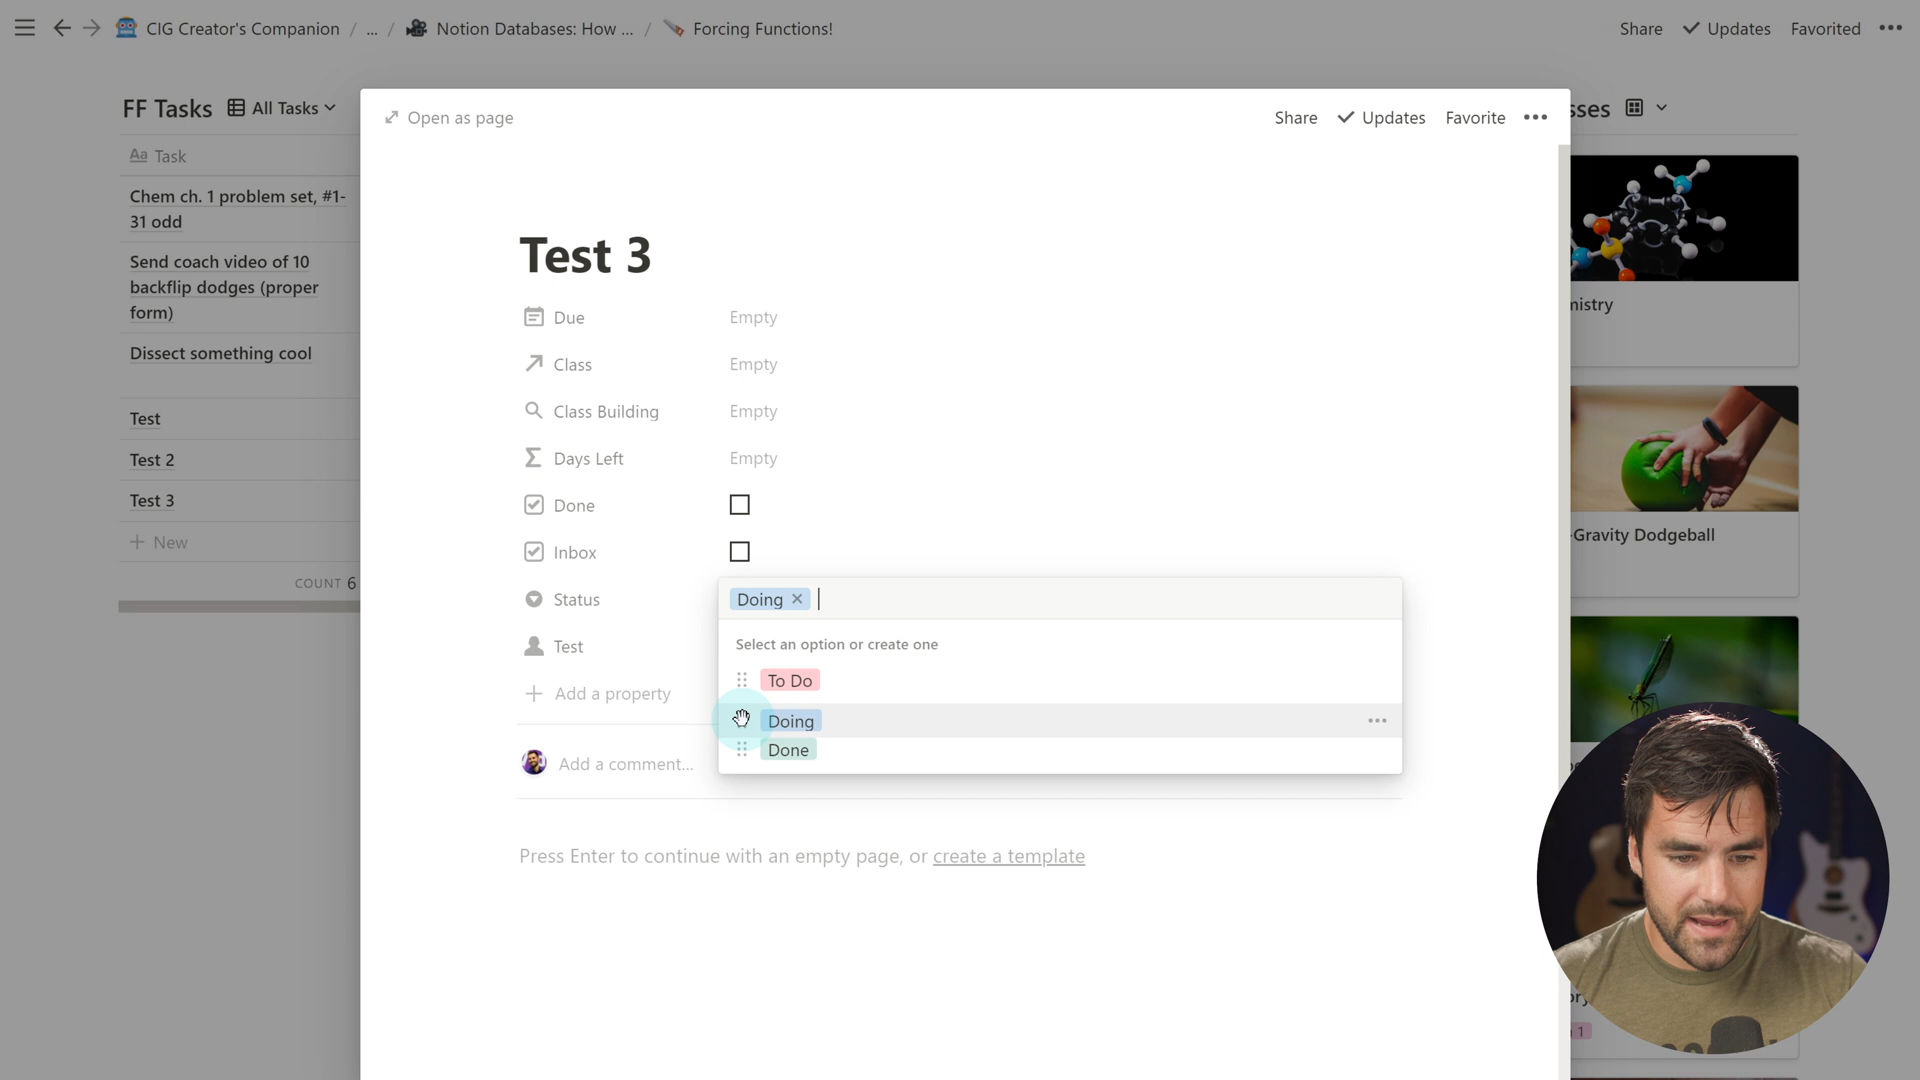 CIG Creator's Companion / ... / Notion Databases: How ... / Forcing Functions!
Share Updates Favorited
FF Tasks All Tasks
Aa Task
Chem ch. 1 problem set, #1-
31 odd
Send coach video of 10
backflip dodges (proper
form)
Dissect something cool
Test
Test 2
Test 3
New
COUNT 6
Open as page
Share Updates Favorite
Test 3
Due Empty
Class Empty
Class Building Empty
Days Left Empty
Done
Inbox
Status Doing
Select an option or create one
To Do
Doing
Done
Test
Add a property
Add a comment...
Press Enter to continue with an empty page, or create a template
sses
mistry
-Gravity Dodgeball